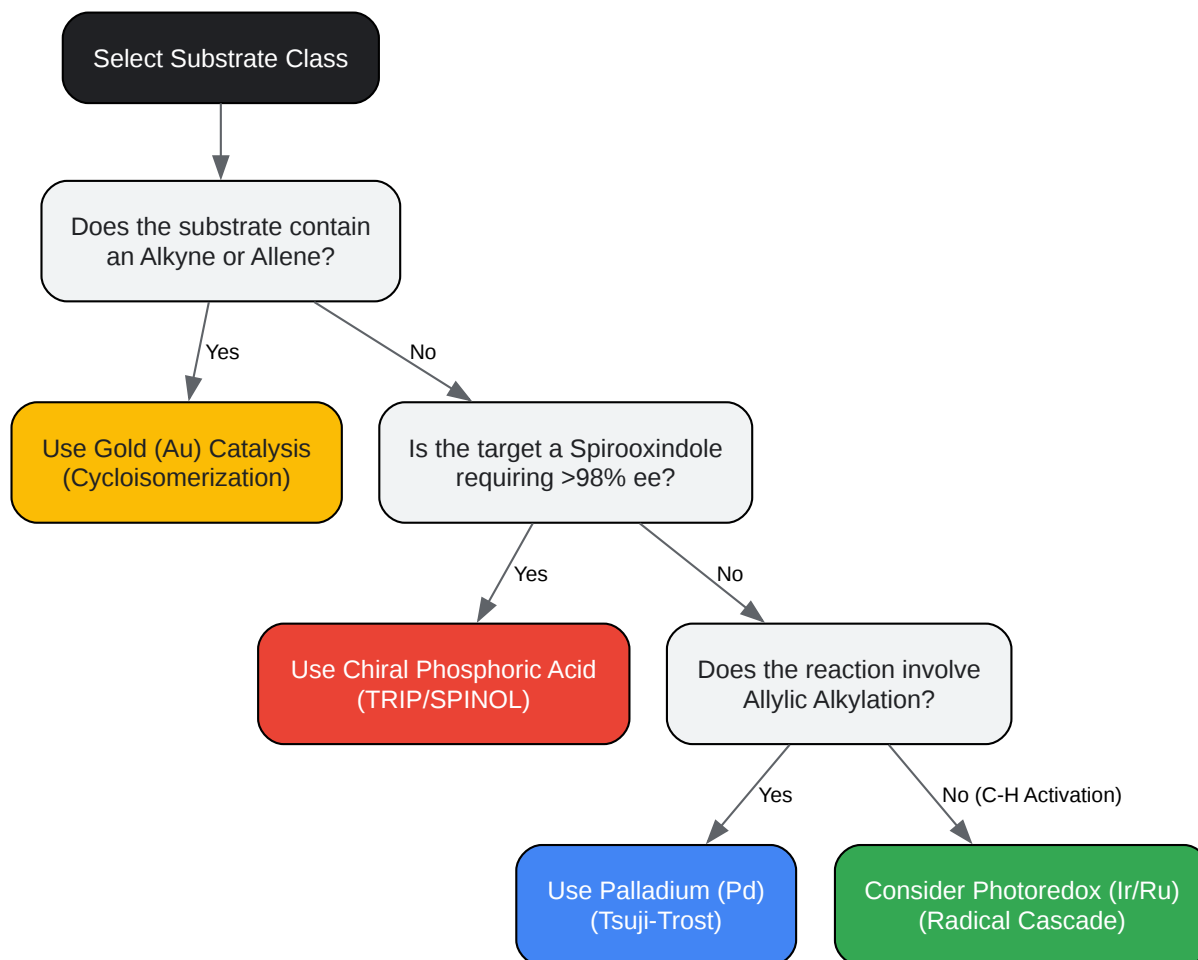 Select Substrate Class
Does the substrate contain
an Alkyne or Allene?
Yes
No
Use Gold (Au) Catalysis
(Cycloisomerization)
Is the target a Spirooxindole
requiring >98% ee?
Yes
No
Use Chiral Phosphoric Acid
(TRIP/SPINOL)
Does the reaction involve
Allylic Alkylation?
Yes
No (C-H Activation)
Use Palladium (Pd)
(Tsuji-Trost)
Consider Photoredox (Ir/Ru)
(Radical Cascade)